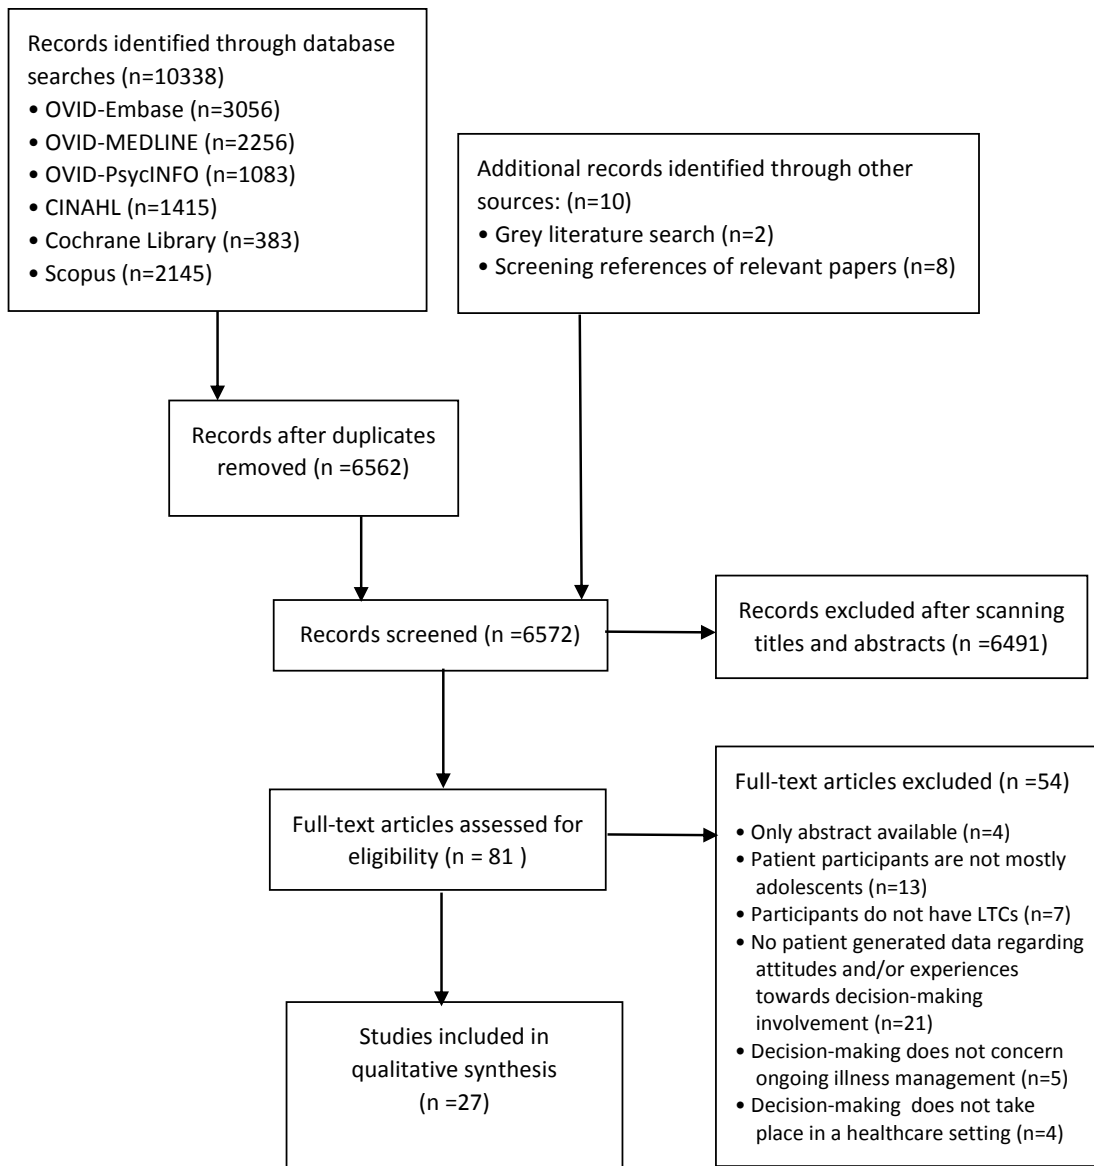 Records identified through database
searches (n=10338)
• OVID-Embase (n=3056)
• OVID-MEDLINE (n=2256)
• OVID-PsycINFO (n=1083)
• CINAHL (n=1415)
• Cochrane Library (n=383)
• Scopus (n=2145)
Additional records identified through other
sources: (n=10)
• Grey literature search (n=2)
• Screening references of relevant papers (n=8)
Records after duplicates
removed (n =6562)
Records screened (n =6572)
Records excluded after scanning
titles and abstracts (n =6491)
Full-text articles assessed for
eligibility (n = 81 )
Full-text articles excluded (n =54)
• Only abstract available (n=4)
• Patient participants are not mostly
adolescents (n=13)
• Participants do not have LTCs (n=7)
• No patient generated data regarding
attitudes and/or experiences
towards decision-making
involvement (n=21)
• Decision-making does not concern
ongoing illness management (n=5)
• Decision-making does not take
place in a healthcare setting (n=4)
Studies included in
qualitative synthesis
(n =27)